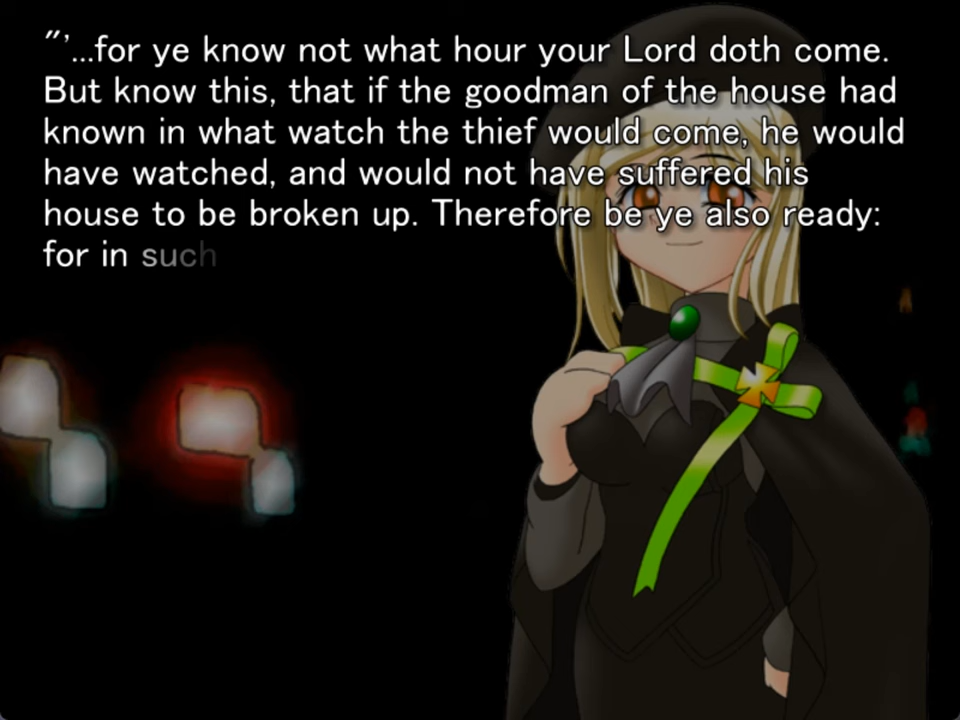 "'...for ye know not what hour your Lord doth come.
But know this, that if the goodman of the house had
known in what watch the thief would come, he would
have watched, and would not have suffered his
house to be broken up. Therefore be ye also ready:
for in such